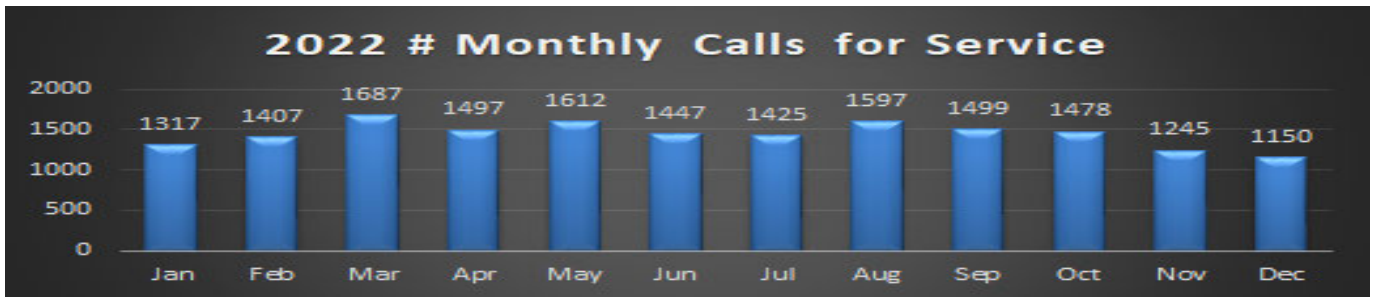 2022 # Monthly Calls for Service
2000
1500
1000
500
0
1317 1407 1687 1497 1612 1447 1425 1597 1499 1478 1245 1150
Jan Feb Mar Apr May Jun Jul Aug Sep Oct Nov Dec